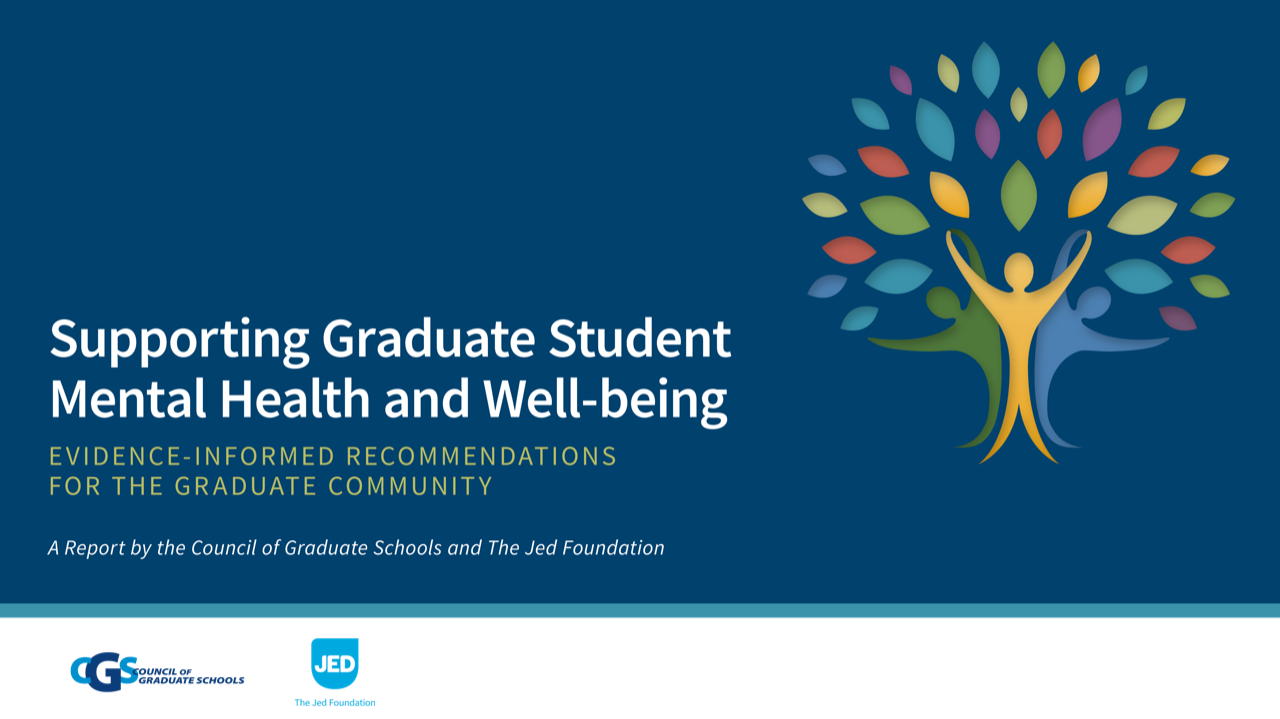 Supporting Graduate Student
Mental Health and Well-being
EVIDENCE-INFORMED RECOMMENDATIONS
FOR THE GRADUATE COMMUNITY
A Report by the Council of Graduate Schools and The Jed Foundation
CGS COUNCIL OF
GRADUATE SCHOOLS
JED
The Jed Foundation